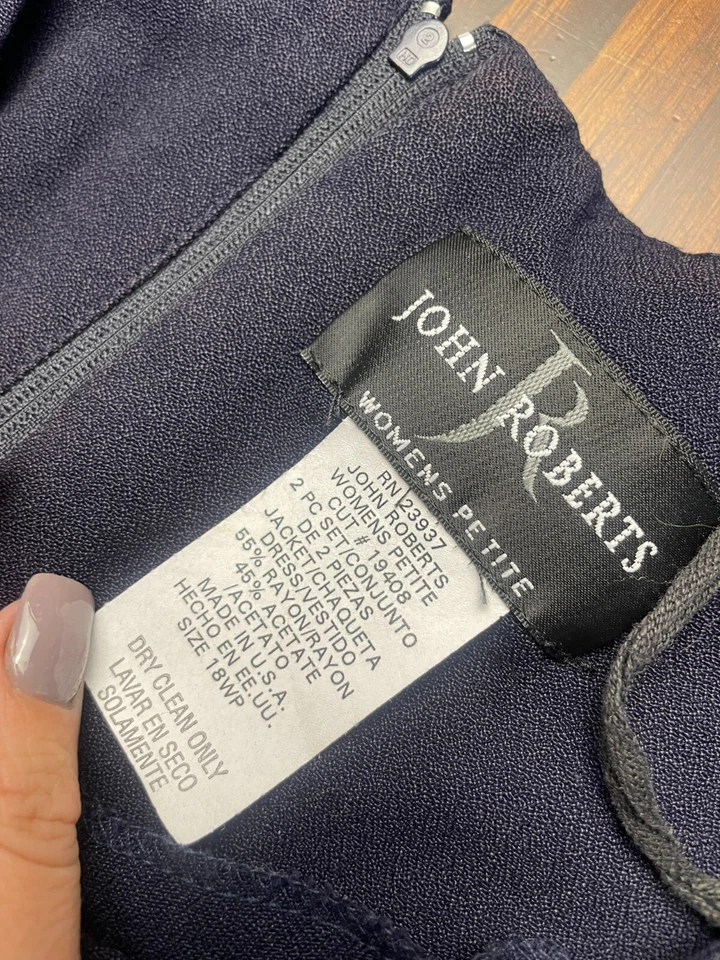 JOHN ROBERTS
JR
WOMENS PETITE
RN 23937
JOHN ROBERTS
WOMENS PETITE
CUT # 19408
2 PC SET/CONJUNTO
DE 2 PIEZAS
JACKET/CHAQUETA
DRESS/VESTIDO
55% RAYON/RAYON
45% ACETATE
/ACETATO
MADE IN U.S.A.
HECHO EN EE.UU.
SIZE 18WP
DRY CLEAN ONLY
LAVAR EN SECO
SOLAMENTE